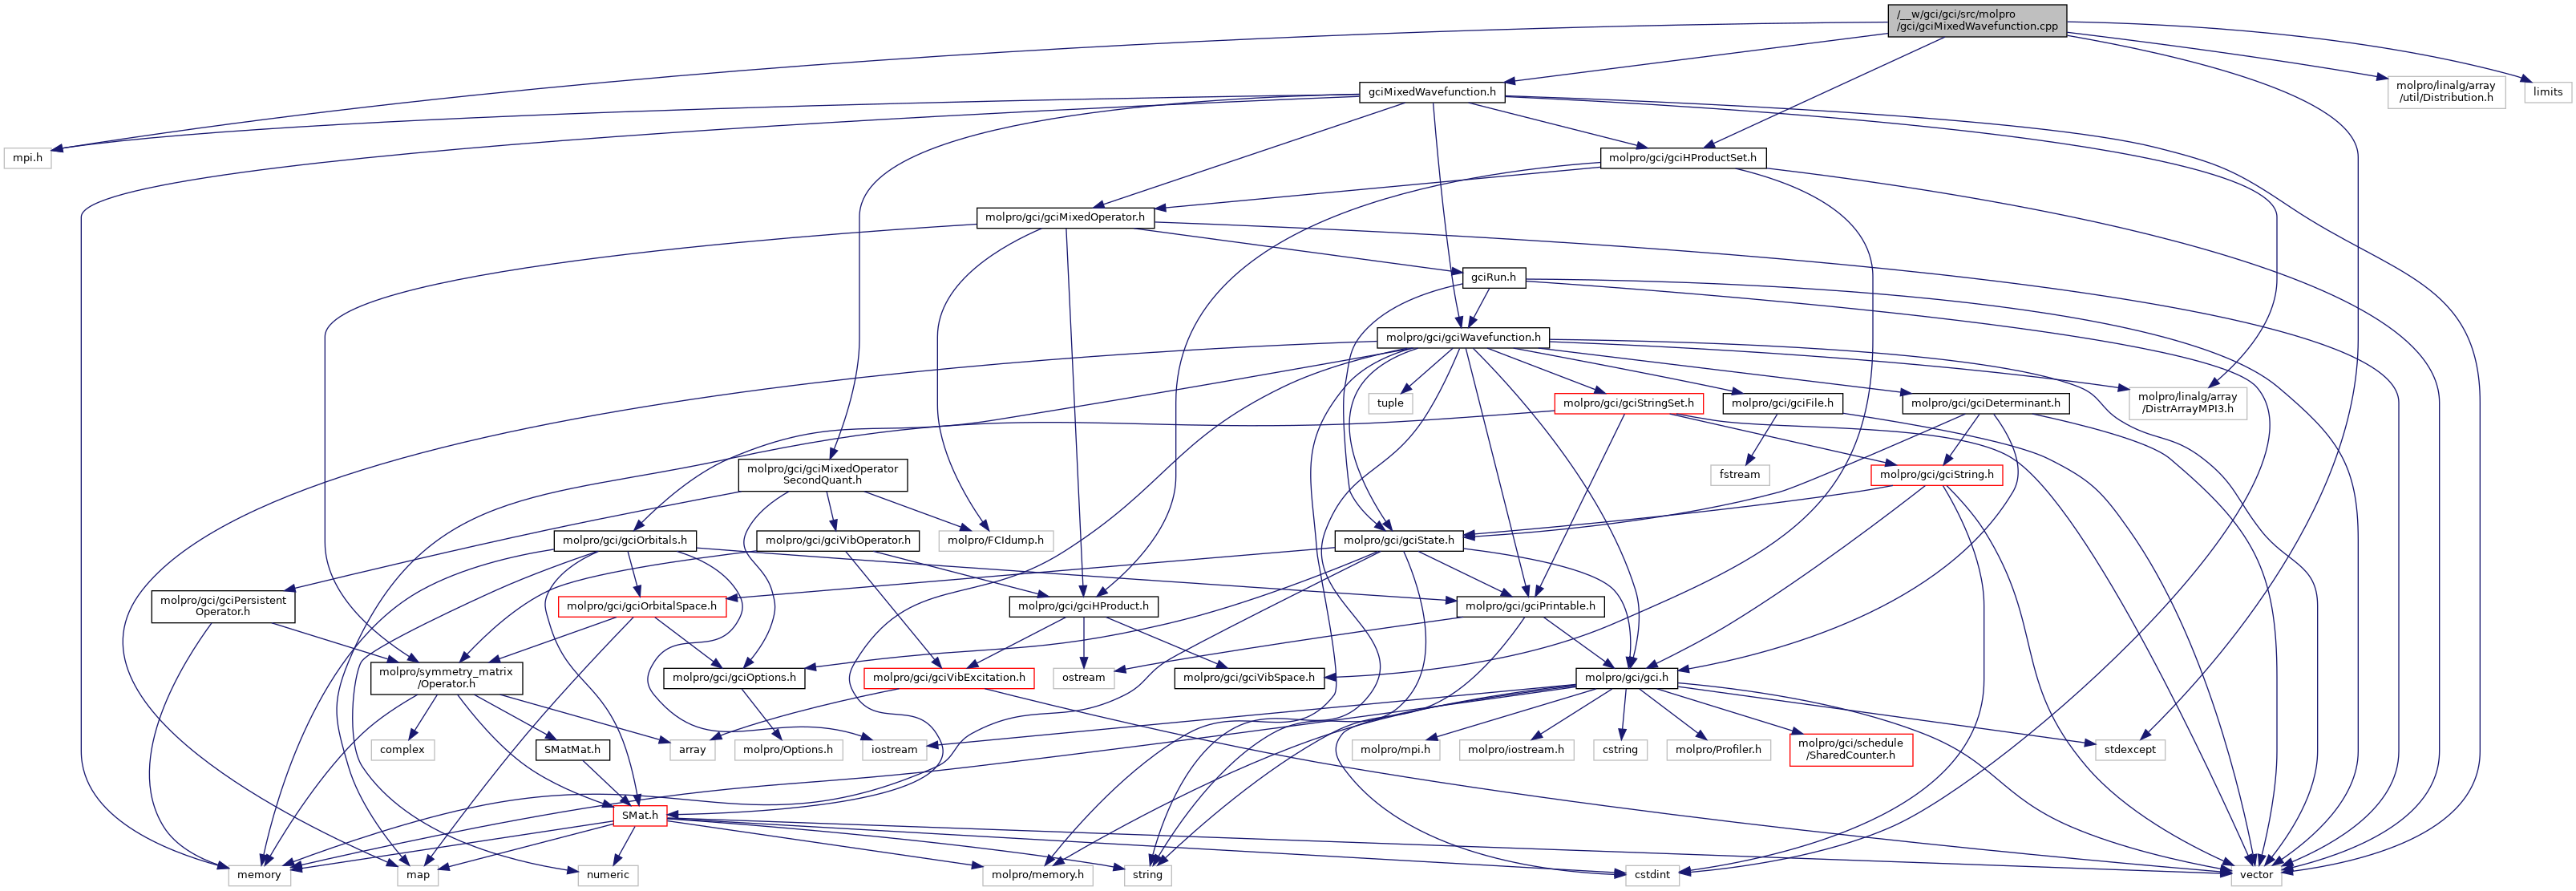 /__w/gci/gci/src/molpro
/gci/gciMixedWavefunction.cpp
gciMixedWavefunction.h
molpro/linalg/array
/util/Distribution.h
limits
mpi.h
molpro/gci/gciHProductSet.h
molpro/gci/gciMixedOperator.h
gciRun.h
molpro/gci/gciWavefunction.h
tuple
molpro/gci/gciStringSet.h
molpro/gci/gciFile.h
molpro/gci/gciDeterminant.h
molpro/linalg/array
/DistrArrayMPI3.h
molpro/gci/gciMixedOperator
SecondQuant.h
fstream
molpro/gci/gciString.h
molpro/gci/gciOrbitals.h
molpro/gci/gciVibOperator.h
molpro/FCIdump.h
molpro/gci/gciState.h
molpro/gci/gciPersistent
Operator.h
molpro/gci/gciOrbitalSpace.h
molpro/gci/gciHProduct.h
molpro/gci/gciPrintable.h
molpro/symmetry_matrix
/Operator.h
molpro/gci/gciOptions.h
molpro/gci/gciVibExcitation.h
ostream
molpro/gci/gciVibSpace.h
molpro/gci/gci.h
complex
SMatMat.h
array
molpro/Options.h
iostream
molpro/mpi.h
molpro/iostream.h
cstring
molpro/Profiler.h
molpro/gci/schedule
/SharedCounter.h
stdexcept
SMat.h
memory
map
numeric
molpro/memory.h
string
cstdint
vector